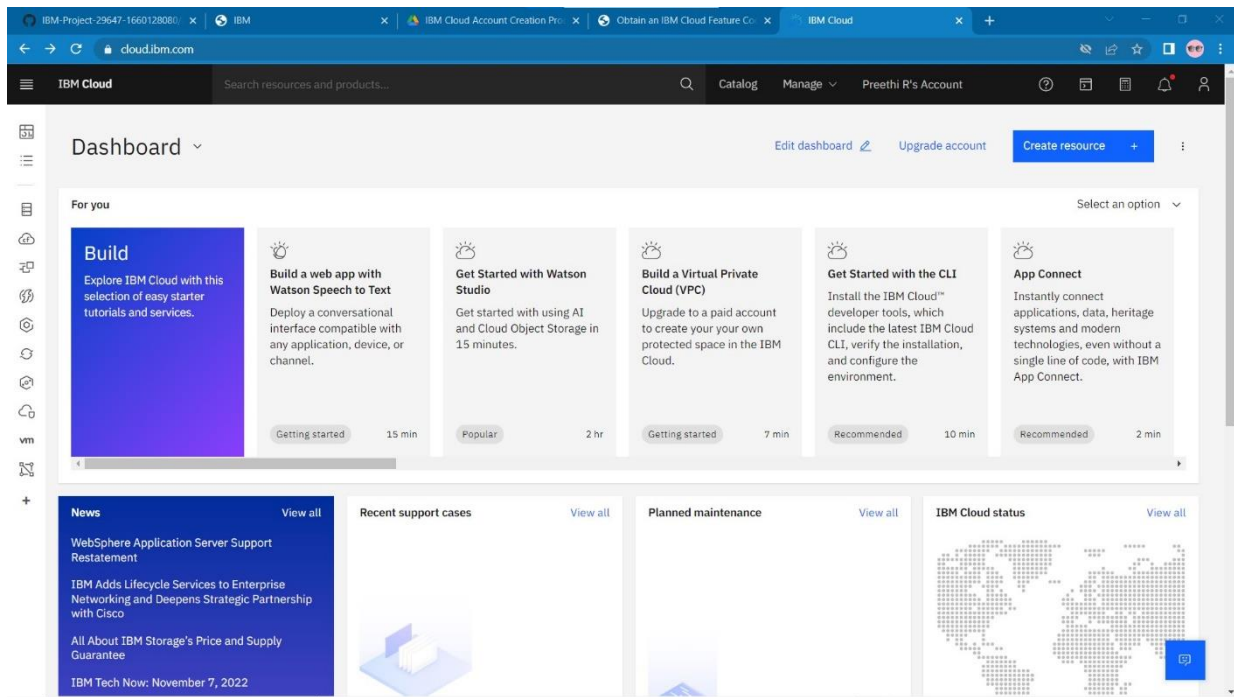 IBM-Project-29647-1660128080/
IBM
IBM Cloud Account Creation Pro
Obtain an IBM Cloud Feature Co
IBM Cloud
cloud.ibm.com
IBM Cloud
Search resources and products...
Catalog
Manage
Preethi R's Account
Dashboard
Edit dashboard
Upgrade account
Create resource +
For you
Select an option
Build
Explore IBM Cloud with this
selection of easy starter
tutorials and services.
Build a web app with
Watson Speech to Text
Deploy a conversational
interface compatible with
any application, device, or
channel.
Getting started
15 min
Get Started with Watson
Studio
Get started with using AI
and Cloud Object Storage in
15 minutes.
Popular
2 hr
Build a Virtual Private
Cloud (VPC)
Upgrade to a paid account
to create your your own
protected space in the IBM
Cloud.
Getting started
7 min
Get Started with the CLI
Install the IBM Cloud™
developer tools, which
include the latest IBM Cloud
CLI, verify the installation,
and configure the
environment.
Recommended
10 min
App Connect
Instantly connect
applications, data, heritage
systems and modern
technologies, even without a
single line of code, with IBM
App Connect.
Recommended
2 min
vm
News
View all
WebSphere Application Server Support
Restatement
IBM Adds Lifecycle Services to Enterprise
Networking and Deepens Strategic Partnership
with Cisco
All About IBM Storage's Price and Supply
Guarantee
IBM Tech Now: November 7, 2022
Recent support cases
View all
Planned maintenance
View all
IBM Cloud status
View all